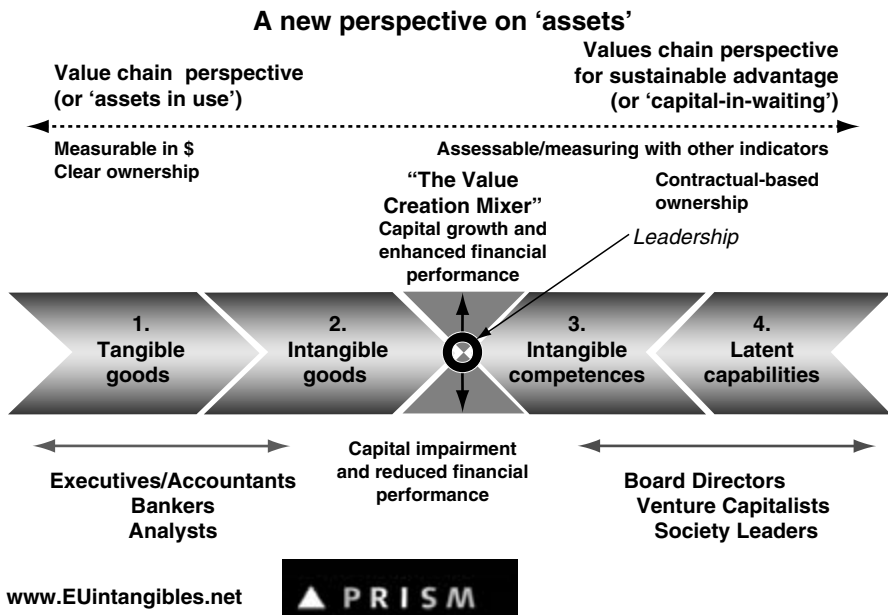 A new perspective on ‘assets’
Value chain perspective
(or ‘assets in use’)
Values chain perspective
for sustainable advantage
(or ‘capital-in-waiting’)
Measurable in $
Clear ownership
Assessable/measuring with other indicators
“The Value
Creation Mixer”
Capital growth and
enhanced financial
performance
Contractual-based
ownership
Leadership
1.
Tangible
goods
2.
Intangible
goods
3.
Intangible
competences
4.
Latent
capabilities
Capital impairment
and reduced financial
performance
Executives/Accountants
Bankers
Analysts
Board Directors
Venture Capitalists
Society Leaders
www.EUintangibles.net
PRISM